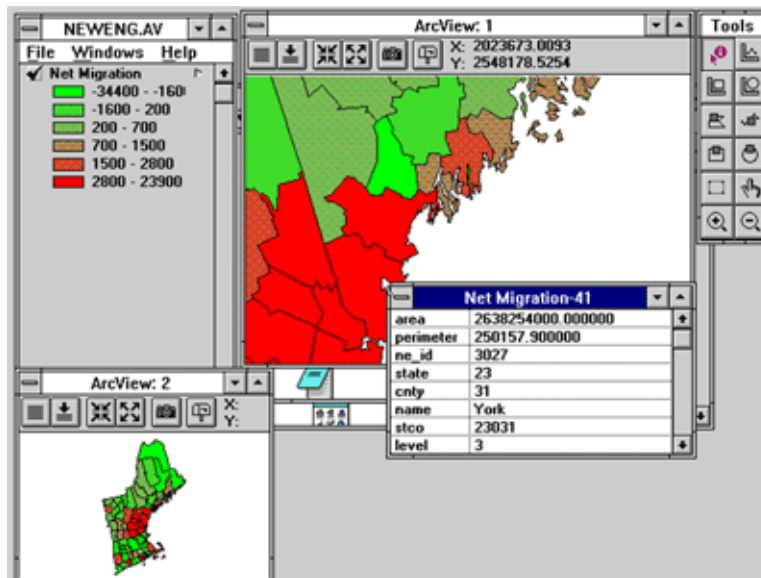 NEWENG.AV
File Windows Help
Net Migration
-34400 - -160
-1600 - 200
200 - 700
700 - 1500
1500 - 2800
2800 - 23900
ArcView: 1
X: 2023673.0093
Y: 2548178.5254
Tools
Net Migration-41
area 2638254000.000000
perimeter 250157.900000
ne_id 3027
state 23
cnty 31
name York
stco 23031
level 3
ArcView: 2
X:
Y: